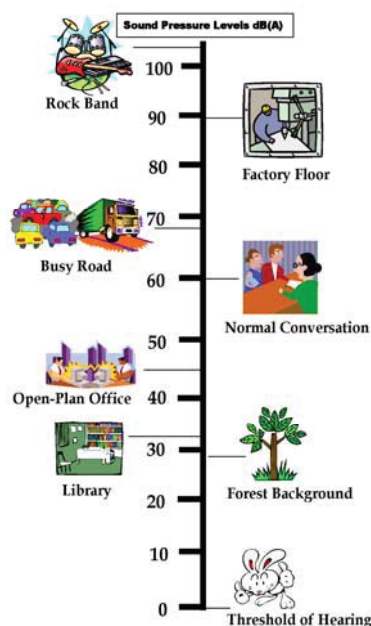 Sound Pressure Levels dB(A)
100
Rock Band
90
Factory Floor
80
70
Busy Road
60
Normal Conversation
50
Open-Plan Office
40
30
Library
Forest Background
20
10
0
Threshold of Hearing